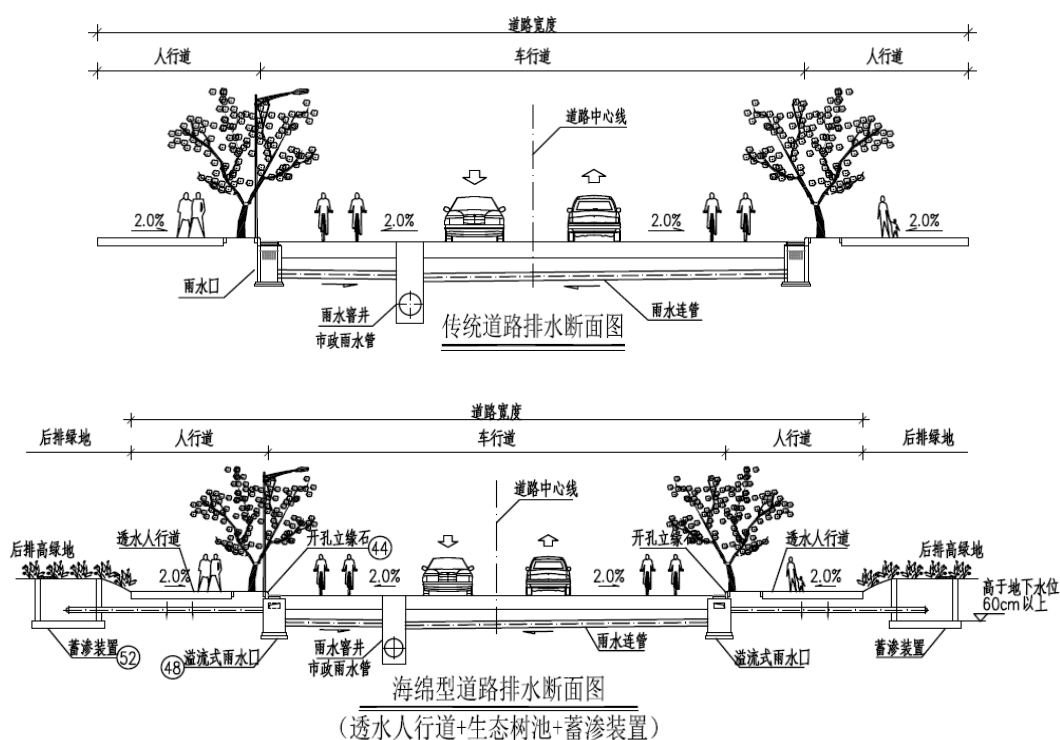 道路宽度
人行道
车行道
人行道
道路中心线
2.0%
2.0%
2.0%
2.0%
雨水口
雨水窨井
市政雨水管
雨水连管
传统道路排水断面图
道路宽度
后排绿地
人行道
车行道
人行道
后排绿地
道路中心线
透水人行道
开孔立缘石
44
开孔立缘石
透水人行道
后排高绿地
后排高绿地
2.0%
2.0%
2.0%
2.0%
高于地下水位
60cm以上
蓄渗装置
52
48
溢流式雨水口
雨水窨井
市政雨水管
雨水连管
溢流式雨水口
蓄渗装置
海绵型道路排水断面图
（透水人行道+生态树池+蓄渗装置）